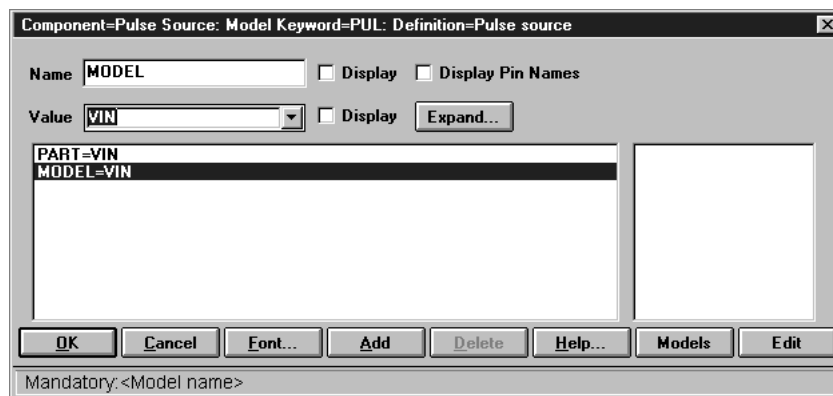 Component=Pulse Source: Model Keyword=PUL: Definition=Pulse source
Name MODEL Display Display Pin Names
Value VIN Display Expand...
PART=VIN
MODEL=VIN
OK Cancel Font... Add Delete Help... Models Edit
Mandatory:<Model name>